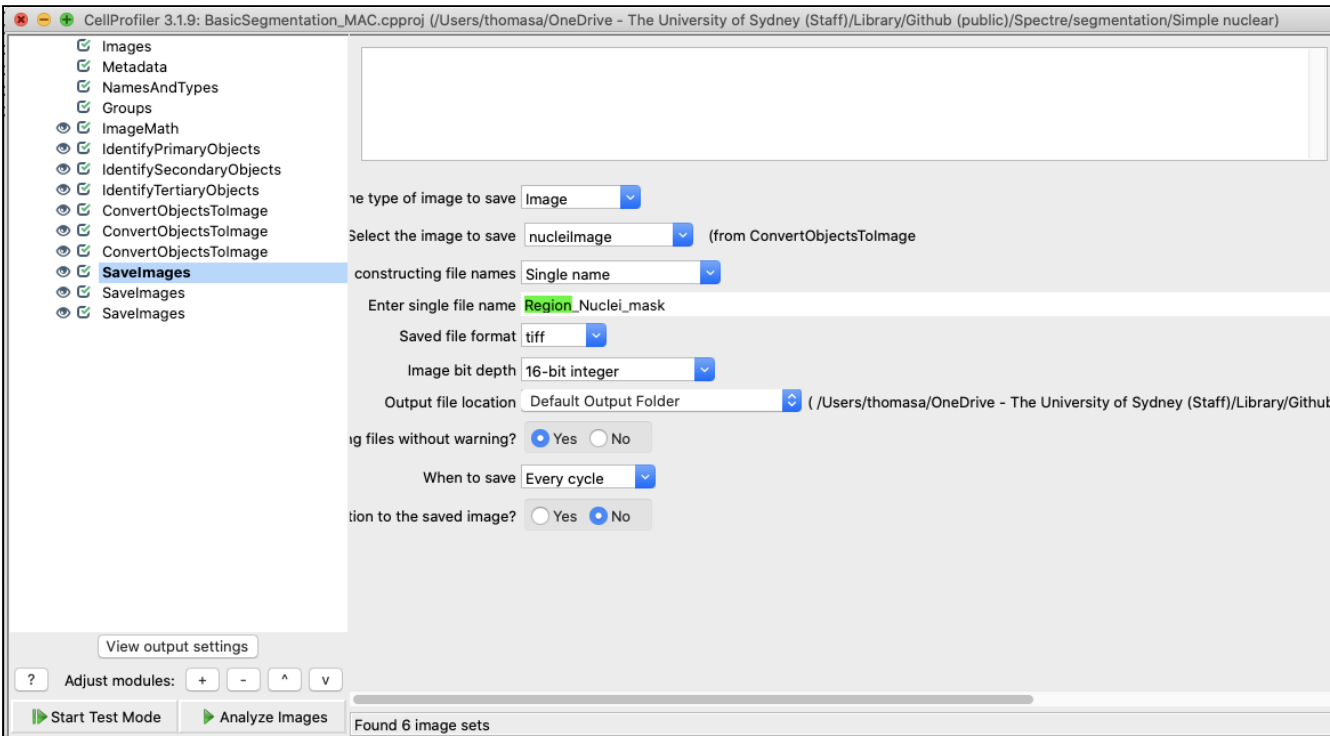 CellProfiler 3.1.9: BasicSegmentation_MAC.cpproj (/Users/thomasa/OneDrive - The University of Sydney (Staff)/Library/Github (public)/Spectre/segmentation/Simple nuclear)
Images
Metadata
NamesAndTypes
Groups
ImageMath
IdentifyPrimaryObjects
IdentifySecondaryObjects
IdentifyTertiaryObjects
ConvertObjectsToImage
ConvertObjectsToImage
ConvertObjectsToImage
SaveImages
SaveImages
SaveImages
View output settings
? Adjust modules: + - ^ v
Start Test Mode Analyze Images
he type of image to save Image
Select the image to save nucleiImage (from ConvertObjectsToImage
constructing file names Single name
Enter single file name Region_Nuclei_mask
Saved file format tiff
Image bit depth 16-bit integer
Output file location Default Output Folder ( /Users/thomasa/OneDrive - The University of Sydney (Staff)/Library/Github
ng files without warning? Yes No
When to save Every cycle
tion to the saved image? Yes No
Found 6 image sets